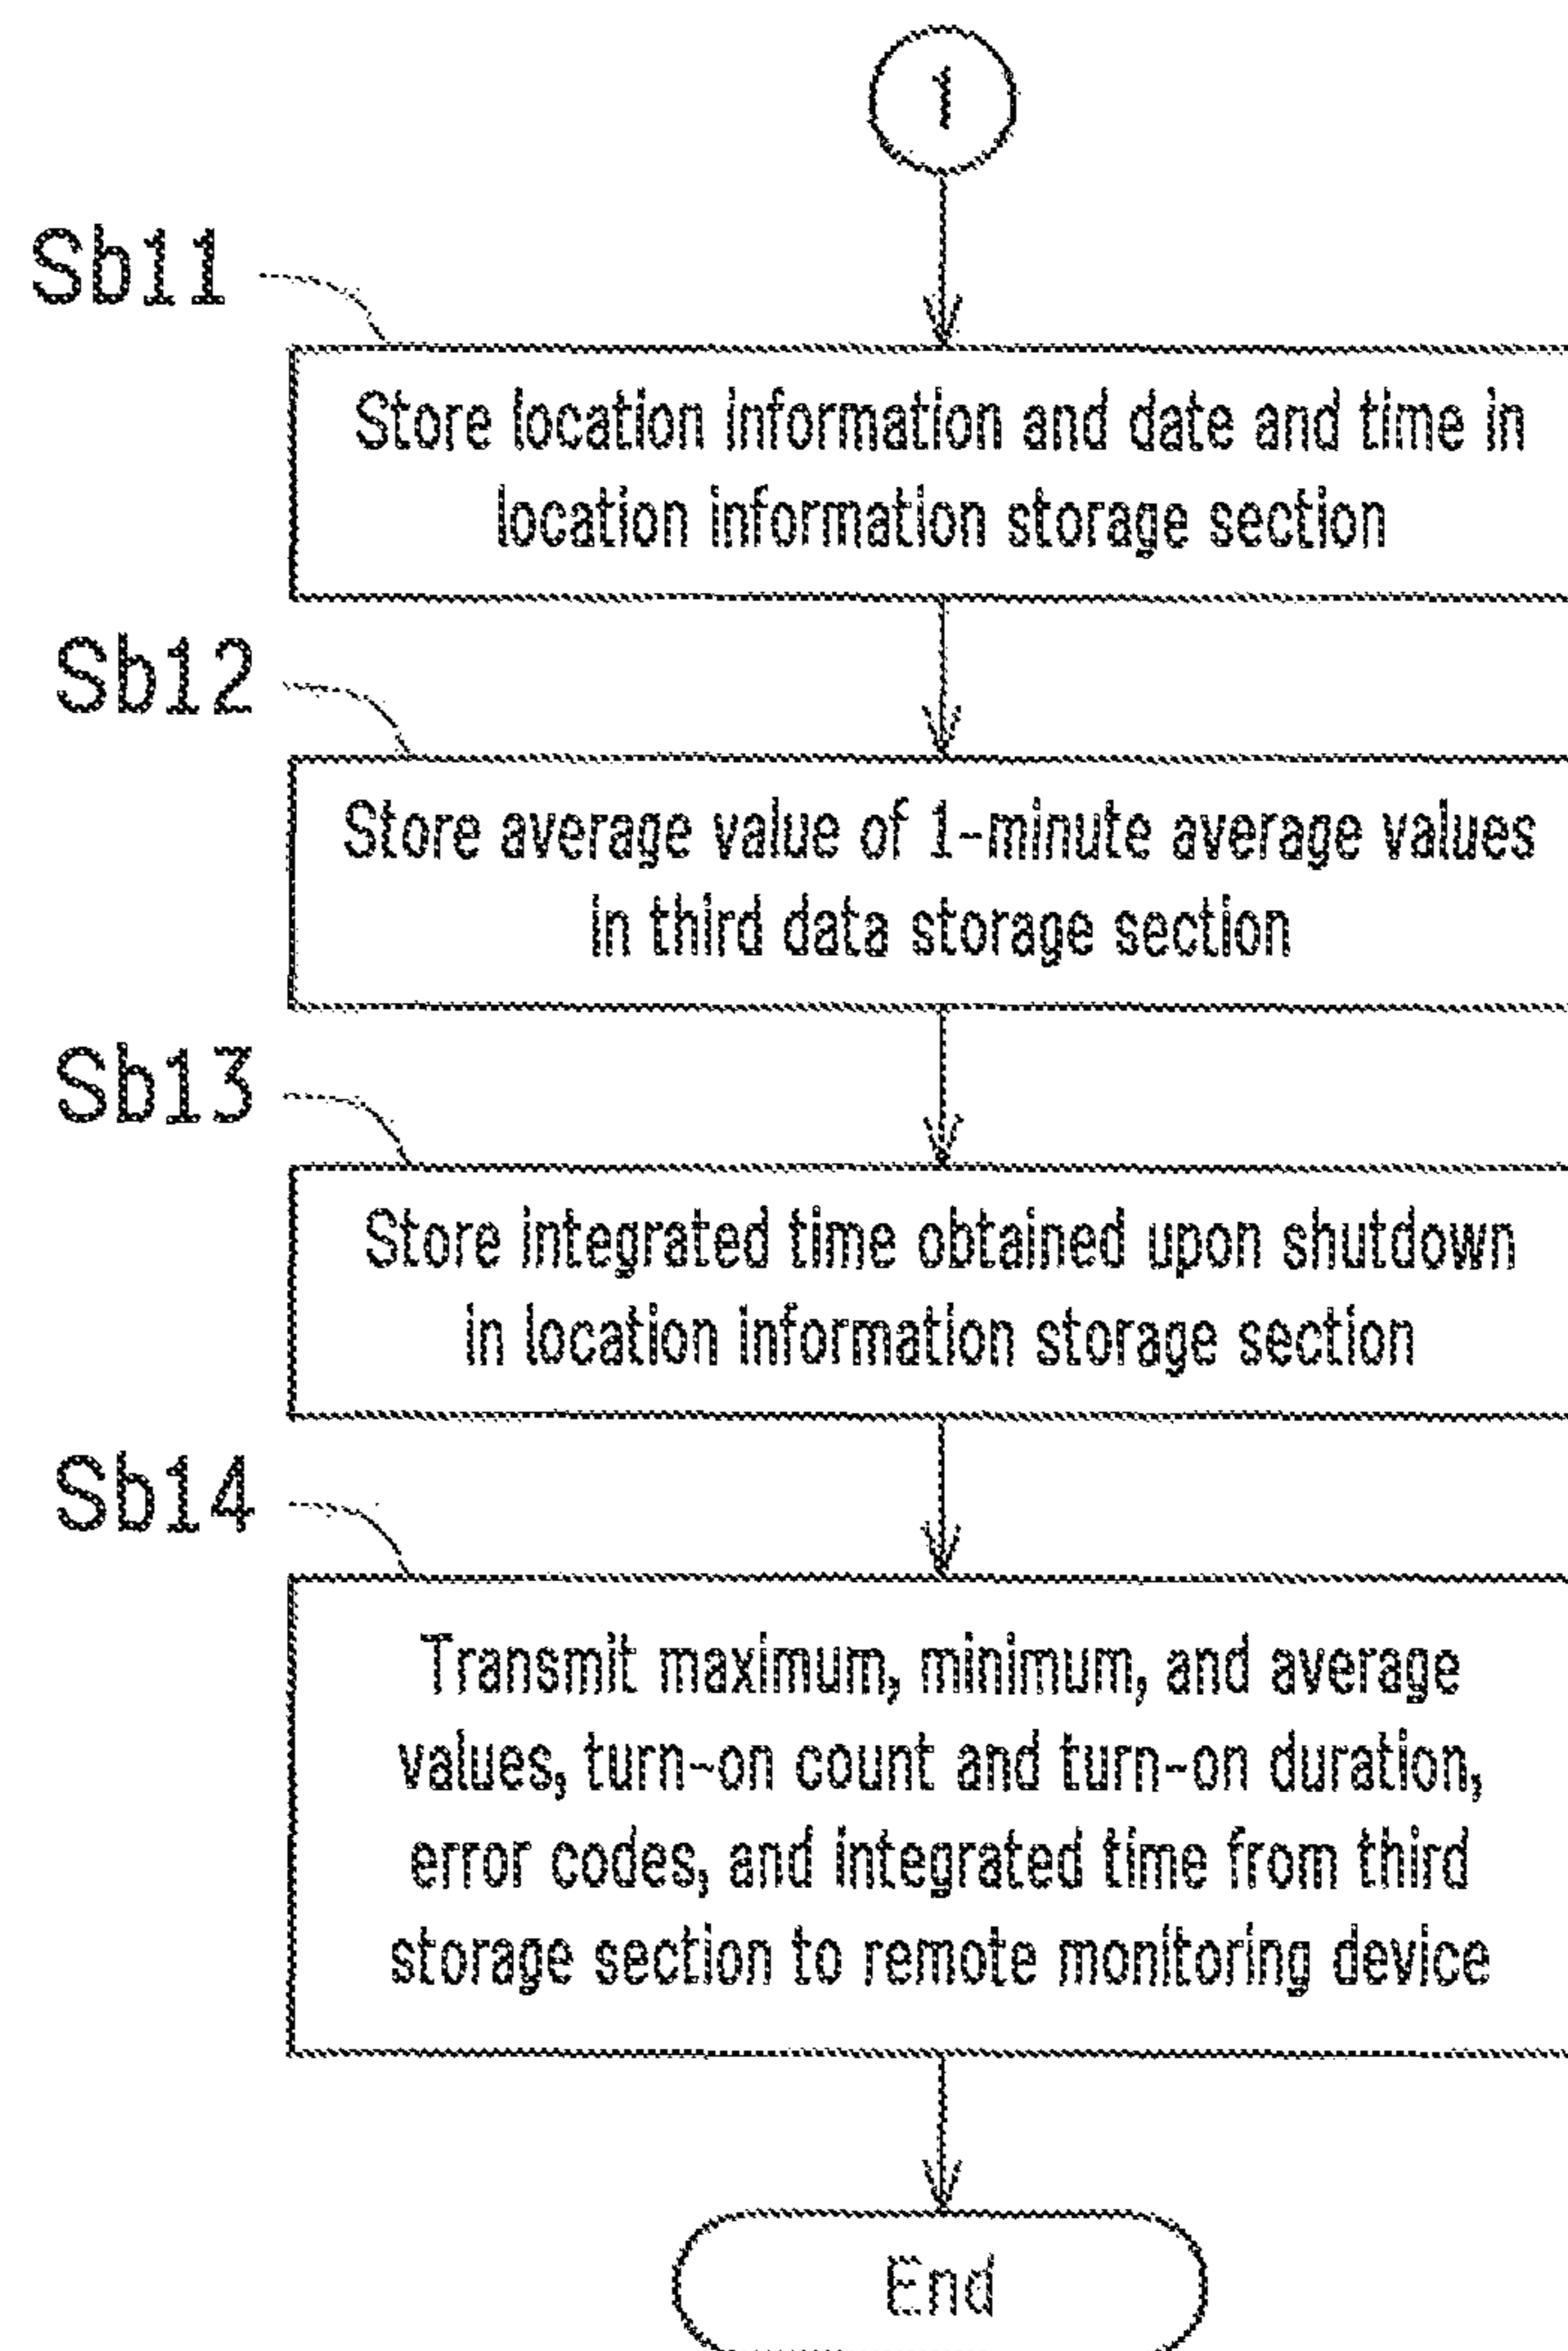 1
Sb11
Store location information and date and time in
location information storage section
Sb12
Store average value of 1-minute average values
in third data storage section
Sb13
Store integrated time obtained upon shutdown
in location information storage section
Sb14
Transmit maximum, minimum, and average
values, turn-on count and turn-on duration,
error codes, and integrated time from third
storage section to remote monitoring device
End